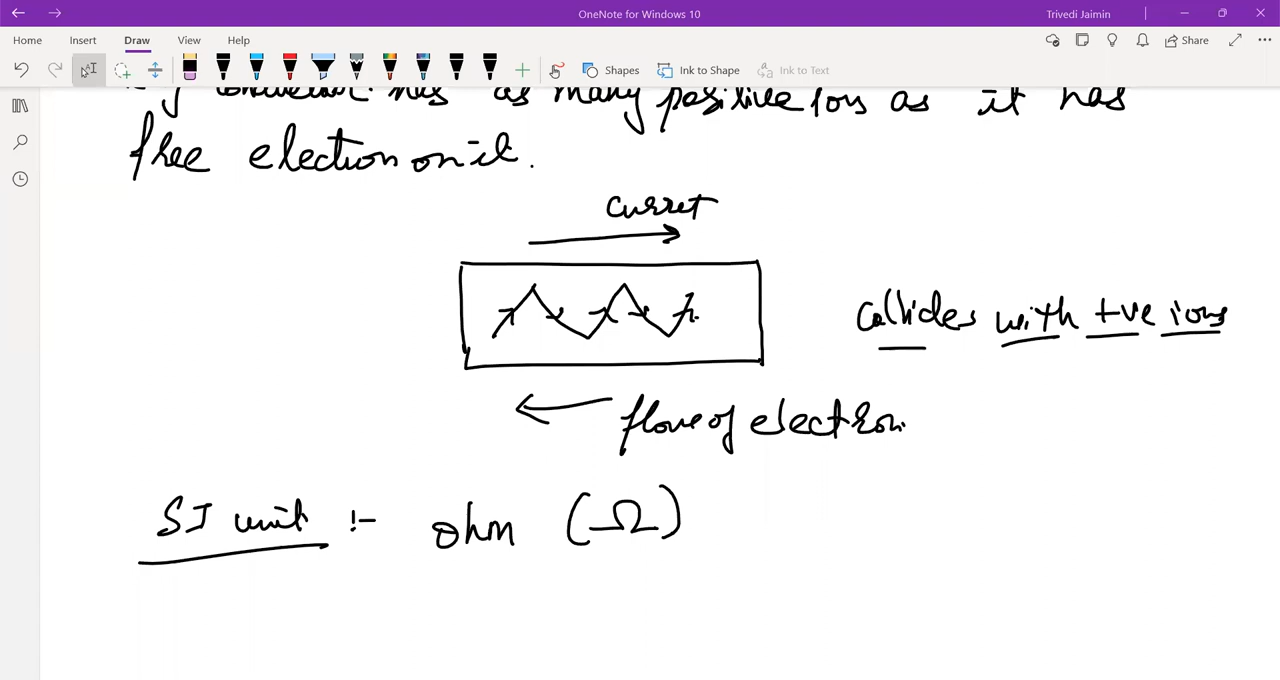 OneNote for Windows 10
Trivedi Jaimin
Home Insert Draw View Help
Share
Shapes Ink to Shape Ink to Text
has as many positive ions as it has
free electron on it.
curret
collides with +ve ions
flow of electron.
SI unit :- ohm (Ω)